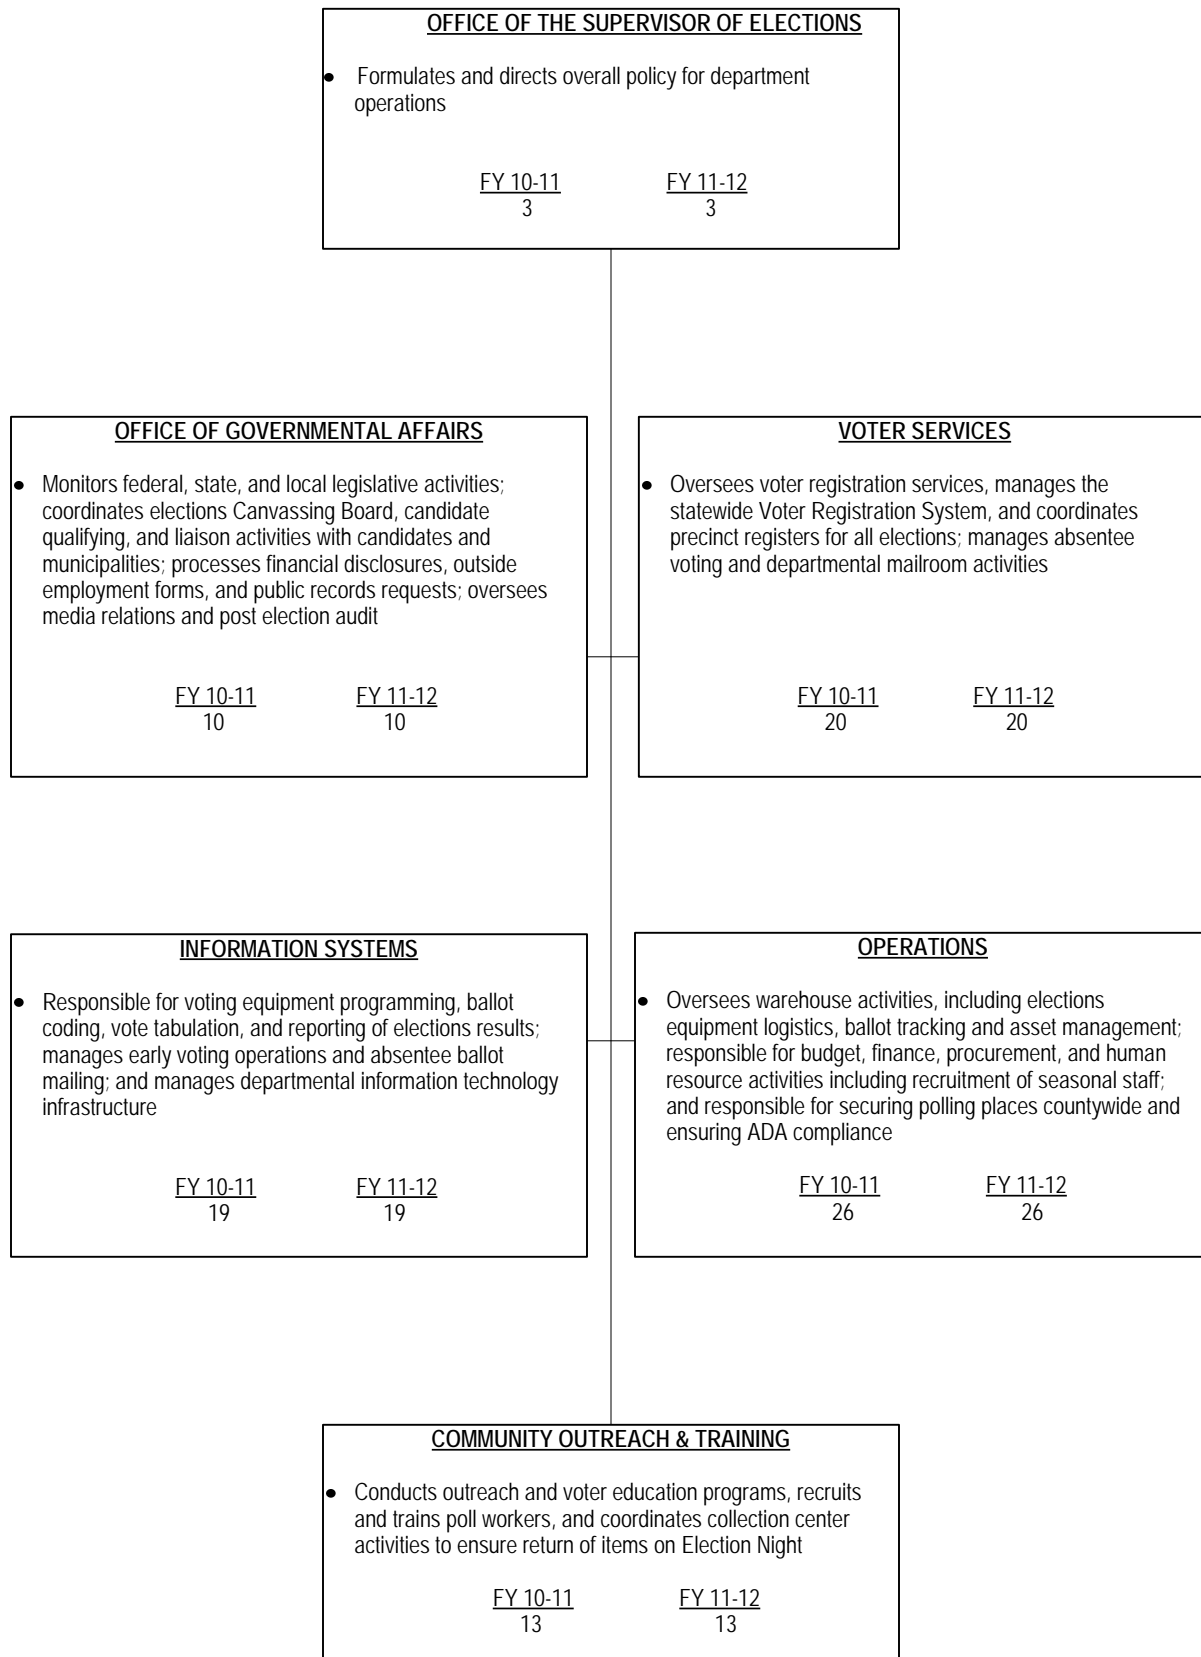 OFFICE OF THE SUPERVISOR OF ELECTIONS
• Formulates and directs overall policy for department
operations
FY 10-11 FY 11-12
3 3
OFFICE OF GOVERNMENTAL AFFAIRS
• Monitors federal, state, and local legislative activities;
coordinates elections Canvassing Board, candidate
qualifying, and liaison activities with candidates and
municipalities; processes financial disclosures, outside
employment forms, and public records requests; oversees
media relations and post election audit
FY 10-11 FY 11-12
10 10
VOTER SERVICES
• Oversees voter registration services, manages the
statewide Voter Registration System, and coordinates
precinct registers for all elections; manages absentee
voting and departmental mailroom activities
FY 10-11 FY 11-12
20 20
INFORMATION SYSTEMS
• Responsible for voting equipment programming, ballot
coding, vote tabulation, and reporting of elections results;
manages early voting operations and absentee ballot
mailing; and manages departmental information technology
infrastructure
FY 10-11 FY 11-12
19 19
OPERATIONS
• Oversees warehouse activities, including elections
equipment logistics, ballot tracking and asset management;
responsible for budget, finance, procurement, and human
resource activities including recruitment of seasonal staff;
and responsible for securing polling places countywide and
ensuring ADA compliance
FY 10-11 FY 11-12
26 26
COMMUNITY OUTREACH & TRAINING
• Conducts outreach and voter education programs, recruits
and trains poll workers, and coordinates collection center
activities to ensure return of items on Election Night
FY 10-11 FY 11-12
13 13